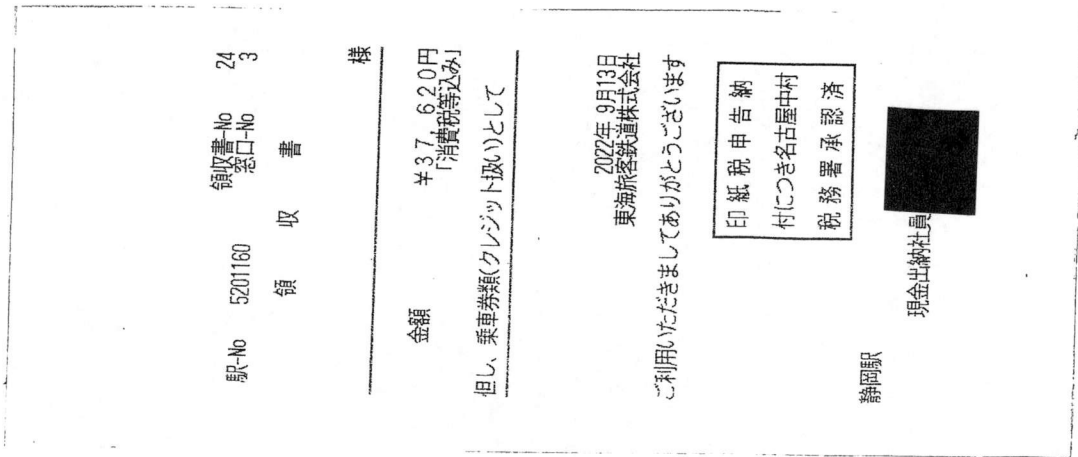 駅-No 5201160 領収書-No 24
窓口-No 3
領 収 書
様
金額 ¥37,620円
「消費税等込み」
但し、乗車券類(クレジット扱い)として
2022年 9月13日
東海旅客鉄道株式会社
ご利用いただきましてありがとうございます
印紙税申告納
付につき名古屋中村
税務署承認済
静岡駅 現金出納社員